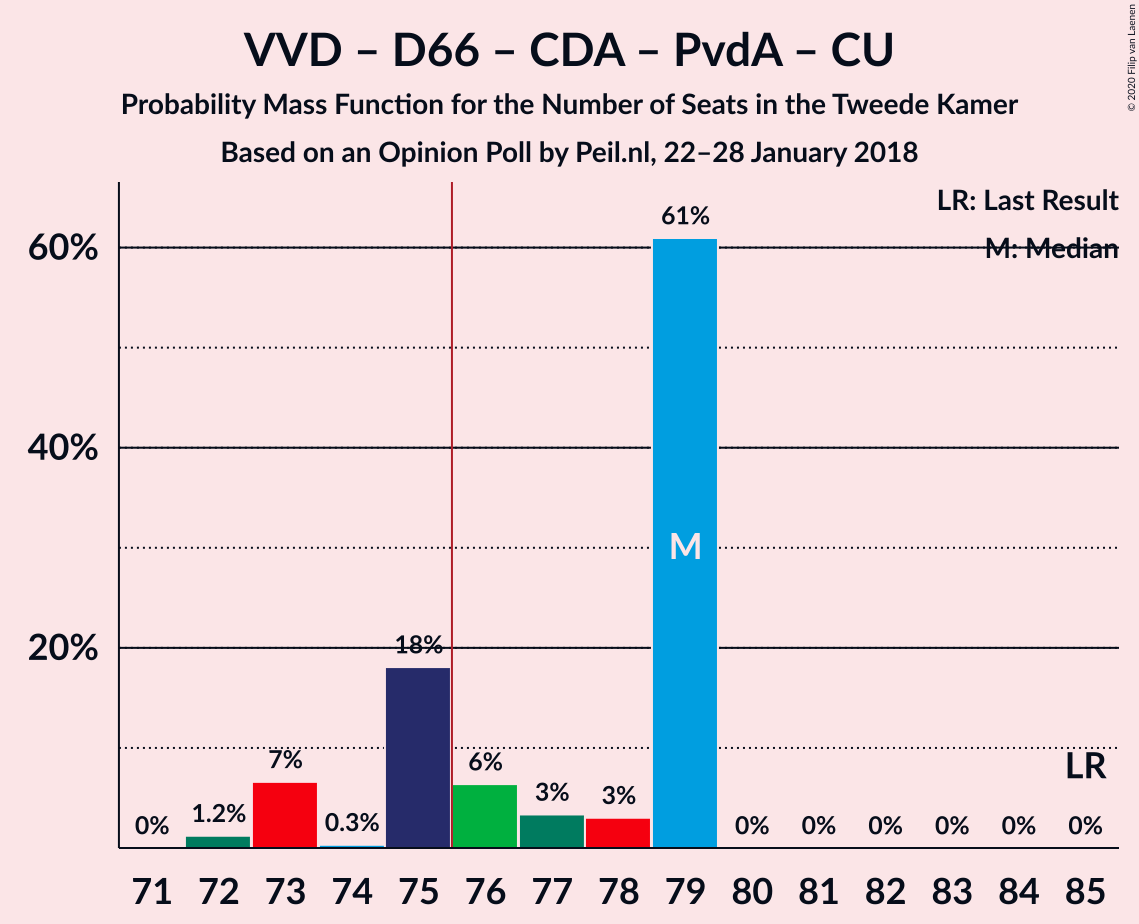 VVD – D66 – CDA – PvdA – CU
Probability Mass Function for the Number of Seats in the Tweede Kamer
Based on an Opinion Poll by Peil.nl, 22–28 January 2018
© 2020 Filip van Laenen
LR: Last Result
M: Median
60%
40%
20%
0%
1.2%
7%
0.3%
18%
6%
3%
3%
61%
M
0%
0%
0%
0%
0%
0%
LR
71 72 73 74 75 76 77 78 79 80 81 82 83 84 85